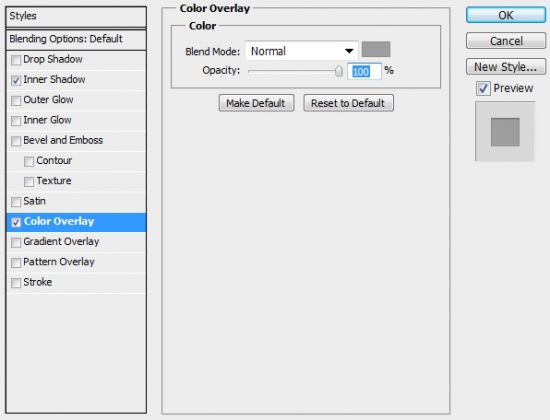 Styles
Blending Options: Default
Drop Shadow
Inner Shadow
Outer Glow
Inner Glow
Bevel and Emboss
Contour
Texture
Satin
Color Overlay
Gradient Overlay
Pattern Overlay
Stroke
Color Overlay
Color
Blend Mode: Normal
Opacity: 100 %
Make Default Reset to Default
OK
Cancel
New Style...
Preview